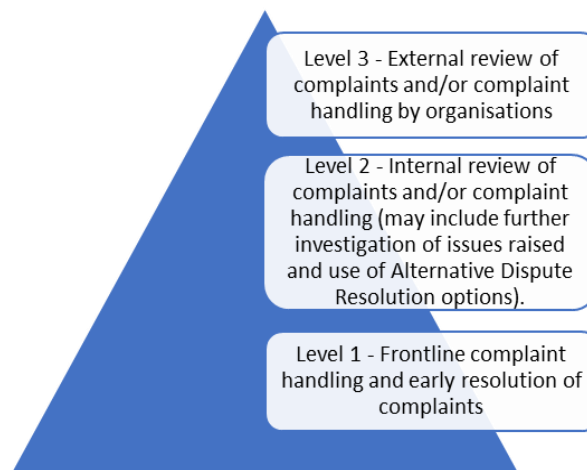 Level 3 - External review of
complaints and/or complaint
handling by organisations
Level 2 - Internal review of
complaints and/or complaint
handling (may include further
investigation of issues raised
and use of Alternative Dispute
Resolution options).
Level 1 - Frontline complaint
handling and early resolution of
complaints